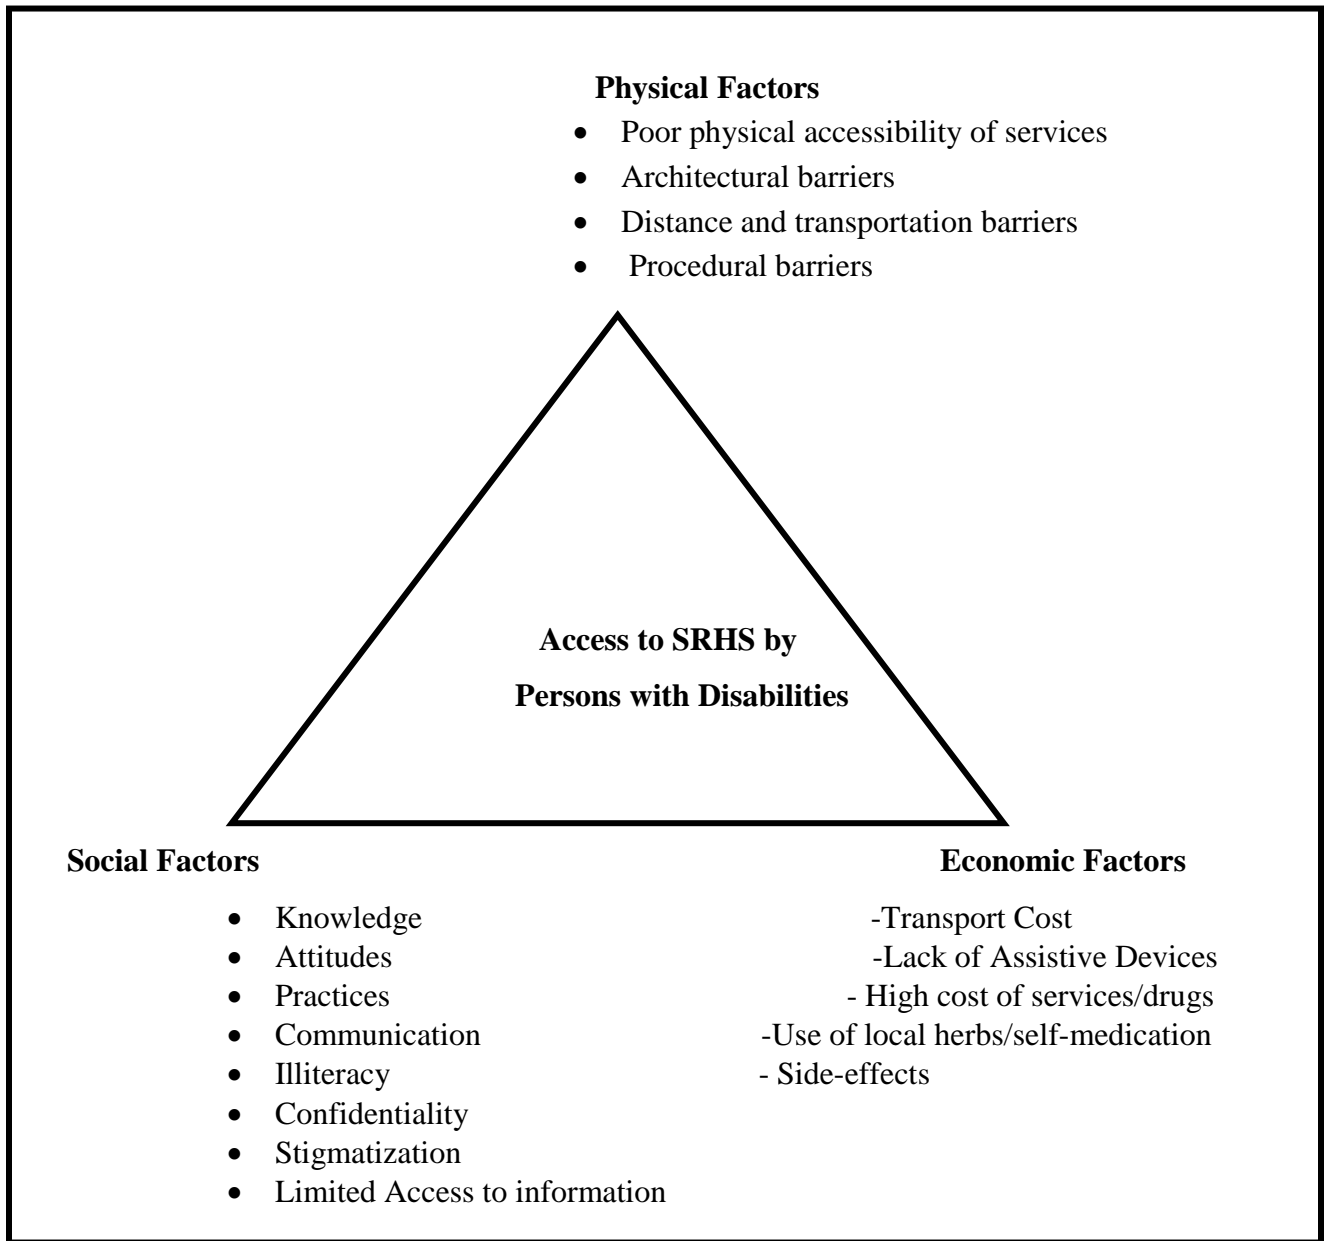 Physical Factors
• Poor physical accessibility of services
• Architectural barriers
• Distance and transportation barriers
• Procedural barriers
Access to SRHS by
Persons with Disabilities
Social Factors
• Knowledge
• Attitudes
• Practices
• Communication
• Illiteracy
• Confidentiality
• Stigmatization
• Limited Access to information
Economic Factors
-Transport Cost
-Lack of Assistive Devices
- High cost of services/drugs
-Use of local herbs/self-medication
- Side-effects